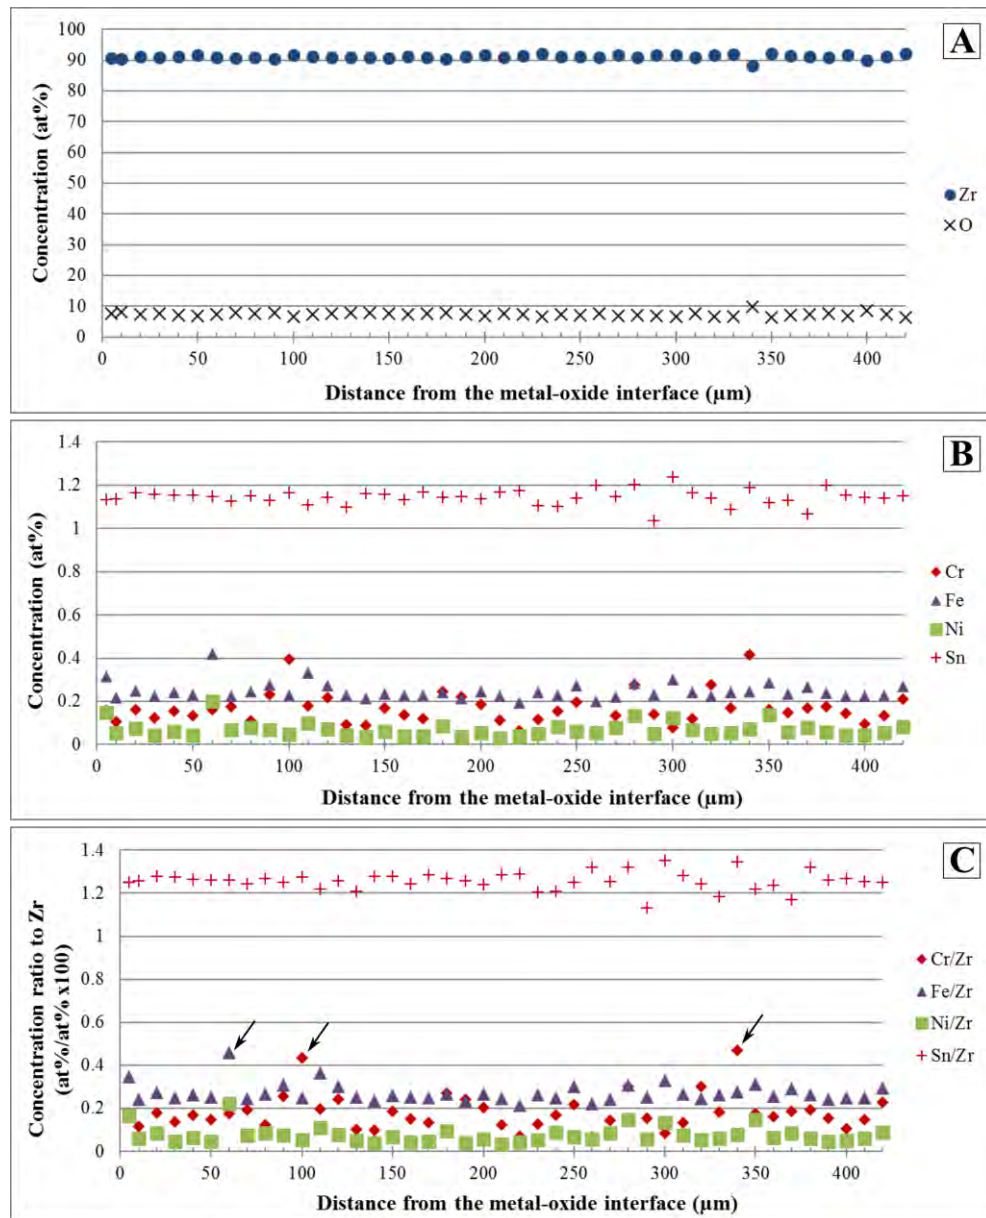 A
100
90
80
70
60
50
40
30
20
10
0
Concentration (at%)
0 50 100 150 200 250 300 350 400
Distance from the metal-oxide interface (µm)
Zr
O
B
1.4
1.2
1
0.8
0.6
0.4
0.2
0
Concentration (at%)
0 50 100 150 200 250 300 350 400
Distance from the metal-oxide interface (µm)
Cr
Fe
Ni
Sn
C
1.4
1.2
1
0.8
0.6
0.4
0.2
0
Concentration ratio to Zr
(at%/at% x100)
0 50 100 150 200 250 300 350 400
Distance from the metal-oxide interface (µm)
Cr/Zr
Fe/Zr
Ni/Zr
Sn/Zr